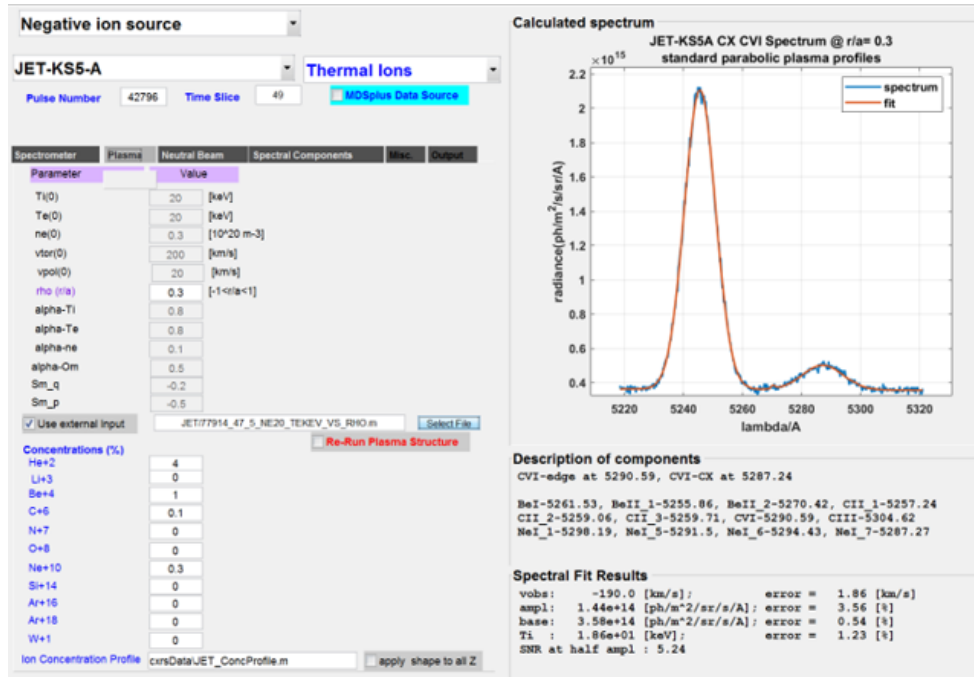 Negative ion source
JET-KS5-A
Thermal Ions
Pulse Number 42796 Time Slice 49 MDSplus Data Source
Spectrometer Plasma Neutral Beam Spectral Components Misc. Output
Parameter Value
Ti(0) 20 [keV]
Te(0) 20 [keV]
ne(0) 0.3 [10^20 m-3]
vtor(0) 200 [km/s]
vpol(0) 20 [km/s]
rho (r/a) 0.3 [-1<r/a<1]
alpha-Ti 0.8
alpha-Te 0.8
alpha-ne 0.1
alpha-Om 0.5
Sm_q -0.2
Sm_p -0.5
Use external input JET/77914_47_5_NE20_TEKEV_VS_RHO.m Select File
Re-Run Plasma Structure
Concentrations (%)
He+2 4
Li+3 0
Be+4 1
C+6 0.1
N+7 0
O+8 0
Ne+10 0.3
Si+14 0
Ar+16 0
Ar+18 0
W+1 0
Ion Concentration Profile cxrsData\JET_ConcProfile.m apply shape to all Z
Calculated spectrum
JET-KS5A CX CVI Spectrum @ r/a= 0.3
standard parabolic plasma profiles
×10^15
2.2
2
1.8
1.6
1.4
1.2
1
0.8
0.6
0.4
radiance(ph/m^2/s/sr/A)
spectrum
fit
5220 5240 5260 5280 5300 5320
lambda/A
Description of components
CVI-edge at 5290.59, CVI-CX at 5287.24
BeI-5261.53, BeII_1-5255.86, BeII_2-5270.42, CII_1-5257.24
CII_2-5259.06, CII_3-5259.71, CVI-5290.59, CIII-5304.62
NeI_1-5298.19, NeI_5-5291.5, NeI_6-5294.43, NeI_7-5287.27
Spectral Fit Results
vobs: -190.0 [km/s]; error = 1.86 [km/s]
ampl: 1.44e+14 [ph/m^2/sr/s/A]; error = 3.56 [%]
base: 3.58e+14 [ph/m^2/sr/s/A]; error = 0.54 [%]
Ti : 1.86e+01 [keV]; error = 1.23 [%]
SNR at half ampl : 5.24